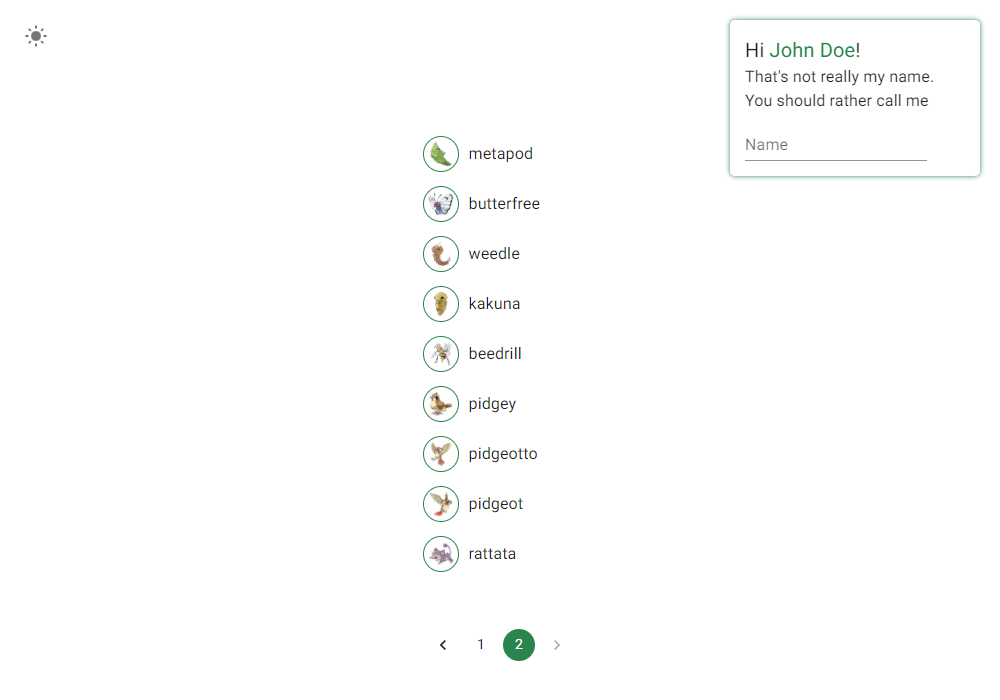 Hi John Doe!
That's not really my name.
You should rather call me
Name
metapod
butterfree
weedle
kakuna
beedrill
pidgey
pidgeotto
pidgeot
rattata
1 2